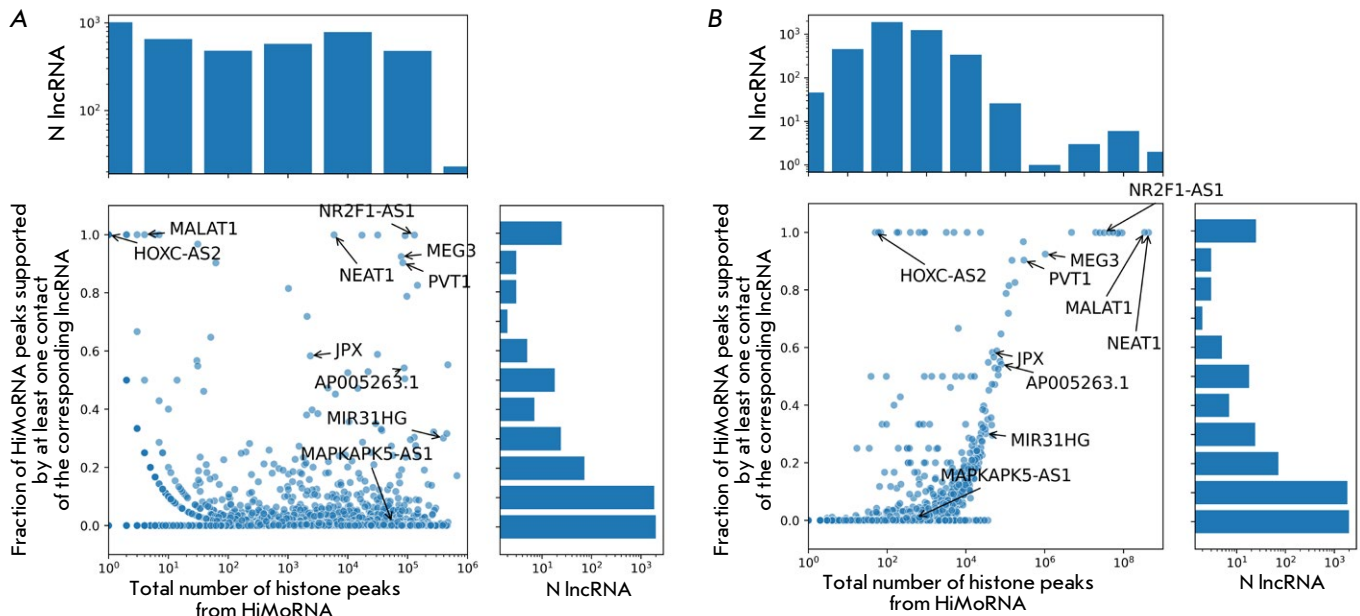 A
N lncRNA
10³
10²
Fraction of HiMoRNA peaks supported
by at least one contact
of the corresponding lncRNA
1.0
0.8
0.6
0.4
0.2
0.0
MALAT1
HOXC-AS2
NR2F1-AS1
NEAT1
MEG3
PVT1
JPX
AP005263.1
MIR31HG
MAPKAPK5-AS1
10⁰ 10¹ 10² 10³ 10⁴ 10⁵ 10⁶
Total number of histone peaks
from HiMoRNA
10¹ 10² 10³
N lncRNA
B
N lncRNA
10³
10²
10¹
10⁰
Fraction of HiMoRNA peaks supported
by at least one contact
of the corresponding lncRNA
1.0
0.8
0.6
0.4
0.2
0.0
NR2F1-AS1
HOXC-AS2
MEG3
PVT1
MALAT1
NEAT1
JPX
AP005263.1
MIR31HG
MAPKAPK5-AS1
10⁰ 10² 10⁴ 10⁶ 10⁸
Total number of histone peaks
from HiMoRNA
10¹ 10² 10³
N lncRNA